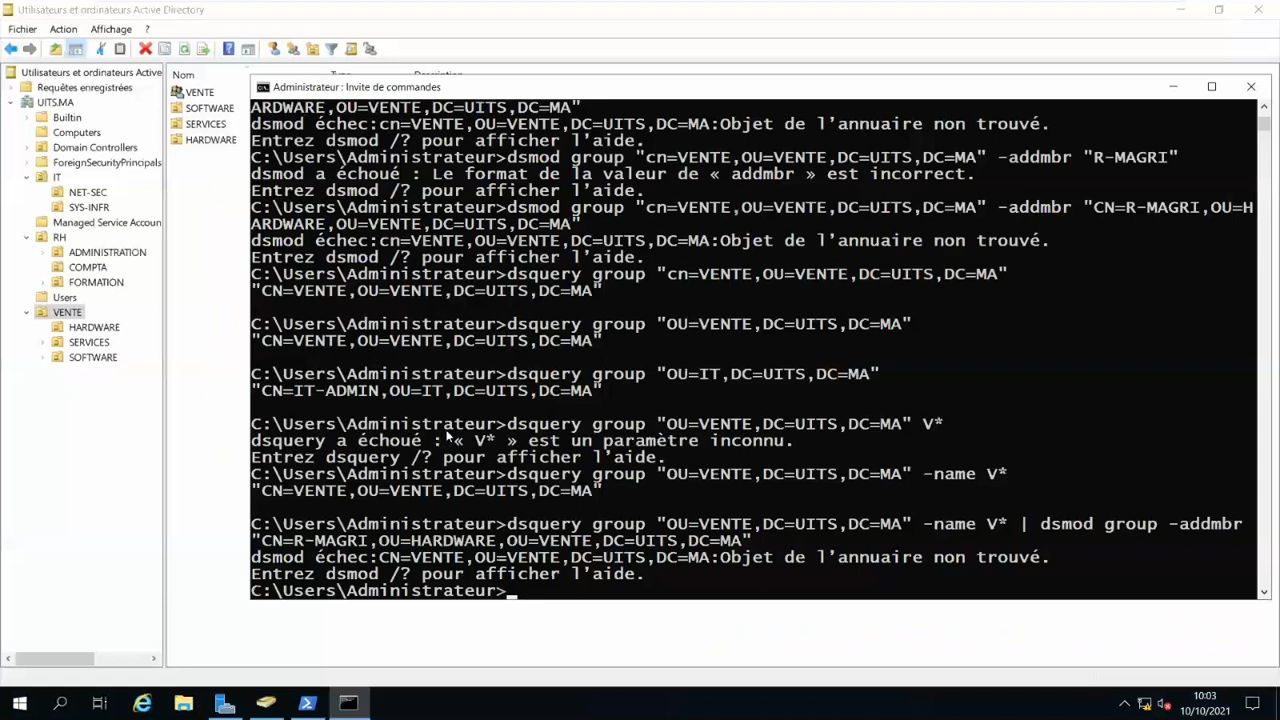 Utilisateurs et ordinateurs Active Directory
Fichier Action Affichage ?
Utilisateurs et ordinateurs Active
Requêtes enregistrées
UITS.MA
Builtin
Computers
Domain Controllers
ForeignSecurityPrincipals
IT
NET-SEC
SYS-INFR
Managed Service Accoun
RH
ADMINISTRATION
COMPTA
FORMATION
Users
VENTE
HARDWARE
SERVICES
SOFTWARE
Nom
VENTE
SOFTWARE
SERVICES
HARDWARE
Administrateur : Invite de commandes
ARDWARE,OU=VENTE,DC=UITS,DC=MA"
dsmod échec:cn=VENTE,OU=VENTE,DC=UITS,DC=MA:Objet de l'annuaire non trouvé.
Entrez dsmod /? pour afficher l'aide.
C:\Users\Administrateur>dsmod group "cn=VENTE,OU=VENTE,DC=UITS,DC=MA" -addmbr "R-MAGRI"
dsmod a échoué : Le format de la valeur de « addmbr » est incorrect.
Entrez dsmod /? pour afficher l'aide.
C:\Users\Administrateur>dsmod group "cn=VENTE,OU=VENTE,DC=UITS,DC=MA" -addmbr "CN=R-MAGRI,OU=H
ARDWARE,OU=VENTE,DC=UITS,DC=MA"
dsmod échec:cn=VENTE,OU=VENTE,DC=UITS,DC=MA:Objet de l'annuaire non trouvé.
Entrez dsmod /? pour afficher l'aide.
C:\Users\Administrateur>dsquery group "cn=VENTE,OU=VENTE,DC=UITS,DC=MA"
"CN=VENTE,OU=VENTE,DC=UITS,DC=MA"
C:\Users\Administrateur>dsquery group "OU=VENTE,DC=UITS,DC=MA"
"CN=VENTE,OU=VENTE,DC=UITS,DC=MA"
C:\Users\Administrateur>dsquery group "OU=IT,DC=UITS,DC=MA"
"CN=IT-ADMIN,OU=IT,DC=UITS,DC=MA"
C:\Users\Administrateur>dsquery group "OU=VENTE,DC=UITS,DC=MA" V*
dsquery a échoué : « V* » est un paramètre inconnu.
Entrez dsquery /? pour afficher l'aide.
C:\Users\Administrateur>dsquery group "OU=VENTE,DC=UITS,DC=MA" -name V*
"CN=VENTE,OU=VENTE,DC=UITS,DC=MA"
C:\Users\Administrateur>dsquery group "OU=VENTE,DC=UITS,DC=MA" -name V* | dsmod group -addmbr
"CN=R-MAGRI,OU=HARDWARE,OU=VENTE,DC=UITS,DC=MA"
dsmod échec:CN=VENTE,OU=VENTE,DC=UITS,DC=MA:Objet de l'annuaire non trouvé.
Entrez dsmod /? pour afficher l'aide.
C:\Users\Administrateur>
10:03
10/10/2021